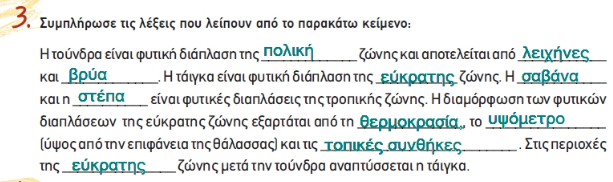 3. Συμπλήρωσε τις λέξεις που λείπουν από το παρακάτω κείμενο:
Η τούνδρα είναι φυτική διάπλαση της πολική ζώνης και αποτελείται από λειχήνες
και βρύα. Η τάιγκα είναι φυτική διάπλαση της εύκρατης ζώνης. Η σαβάνα
και η στέπα είναι φυτικές διαπλάσεις της τροπικής ζώνης. Η διαμόρφωση των φυτικών
διαπλάσεων της εύκρατης ζώνης εξαρτάται από τη θερμοκρασία, το υψόμετρο
(ύψος από την επιφάνεια της θάλασσας) και τις τοπικές συνθήκες. Στις περιοχές
της εύκρατης ζώνης μετά την τούνδρα αναπτύσσεται η τάιγκα.